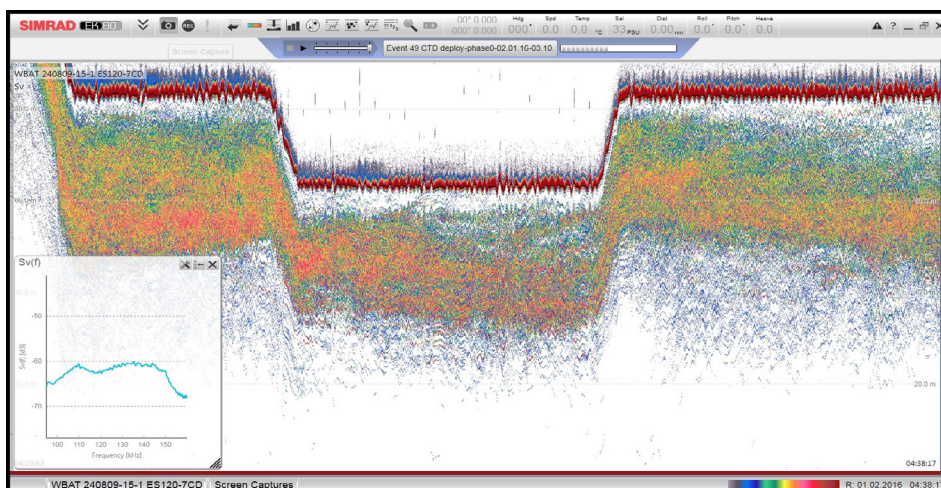 SIMRAD EK80 REC 00° 0.000 000° 0.000 Hdg 000° Spd 0.0 Temp 0.0 °C Sal 33 PSU Dist 0.00 nm Roll 0.0° Pitch 0.0° Heave 0.0
Screen Capture Event 49 CTD deploy-phase0-02.01.16-03.10.
WBAT 240809-15-1 ES120-7CD
Sv
Sv(f)
-50
-60
-70
Sv(f) [dB]
100 110 120 130 140 150
Frequency [kHz]
20.0 m
04:10:53
04:38:17
WBAT 240809-15-1 ES120-7CD Screen Captures R: 01.02.2016 04:38:1